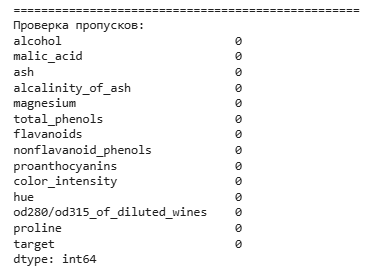 ==================================================
Проверка пропусков:
alcohol                         0
malic_acid                      0
ash                             0
alcalinity_of_ash               0
magnesium                       0
total_phenols                   0
flavanoids                      0
nonflavanoid_phenols            0
proanthocyanins                 0
color_intensity                 0
hue                             0
od280/od315_of_diluted_wines    0
proline                         0
target                          0
dtype: int64